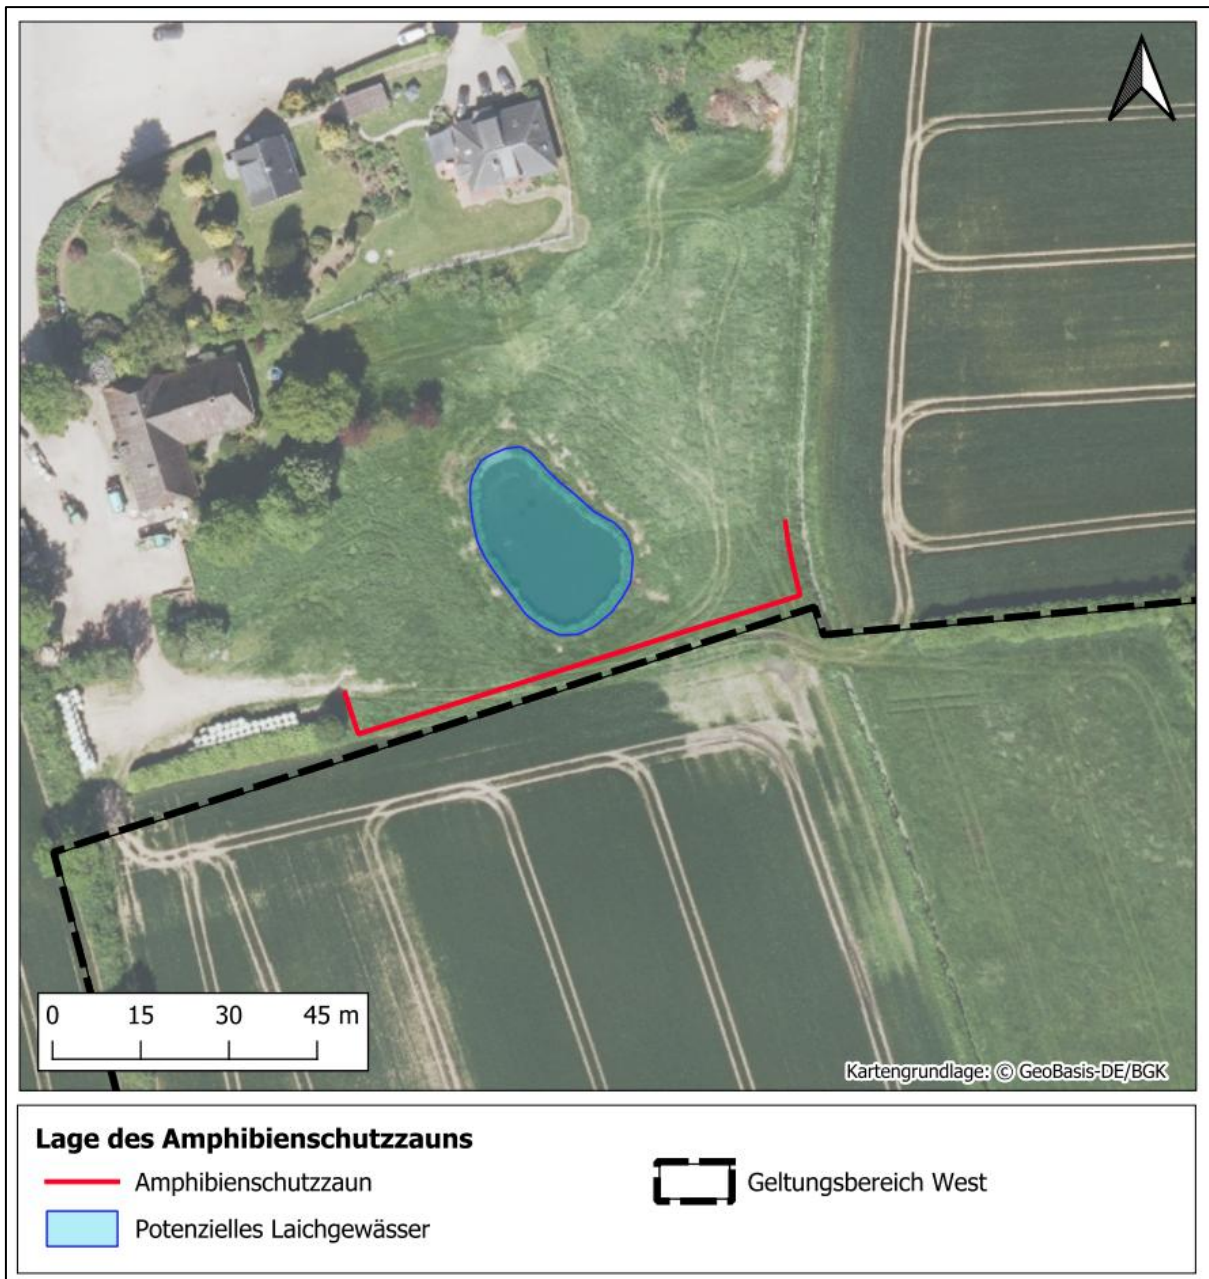 0 15 30 45 m
Kartengrundlage: © GeoBasis-DE/BGK
Lage des Amphibienschutzzauns
Amphibienschutzzaun
Geltungsbereich West
Potenzielles Laichgewässer